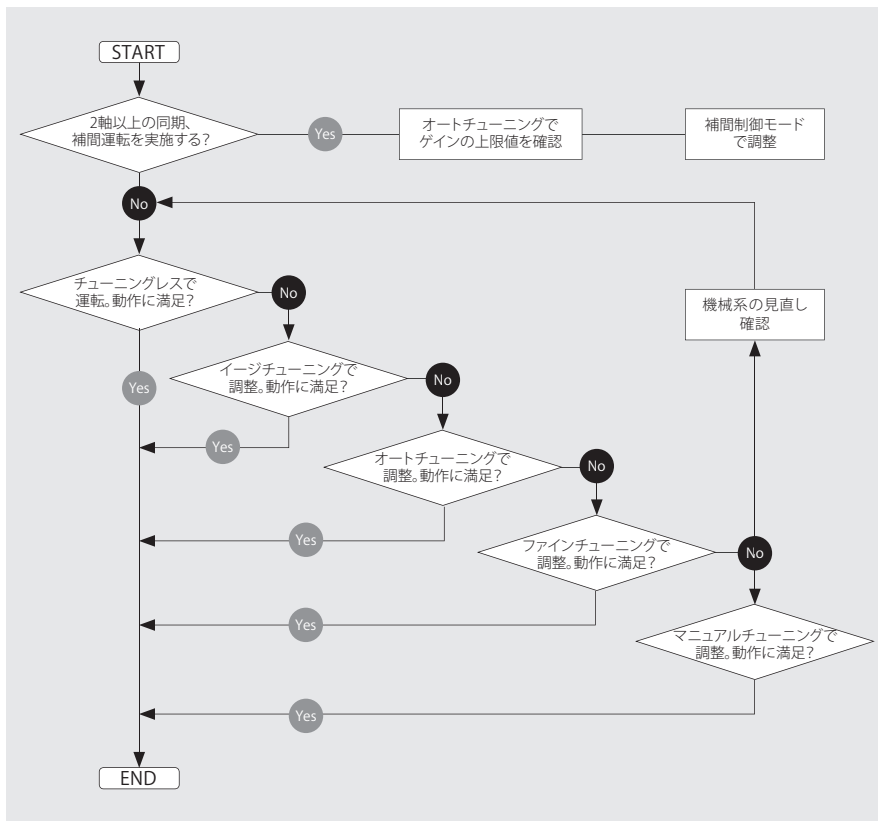 START
2軸以上の同期、
補間運転を実施する?
Yes
オートチューニングで
ゲインの上限値を確認
補間制御モード
で調整
No
チューニングレスで
運転。動作に満足?
No
機械系の見直し
確認
Yes
イージチューニングで
調整。動作に満足?
No
Yes
オートチューニングで
調整。動作に満足?
No
Yes
ファインチューニングで
調整。動作に満足?
No
Yes
マニュアルチューニングで
調整。動作に満足?
Yes
END